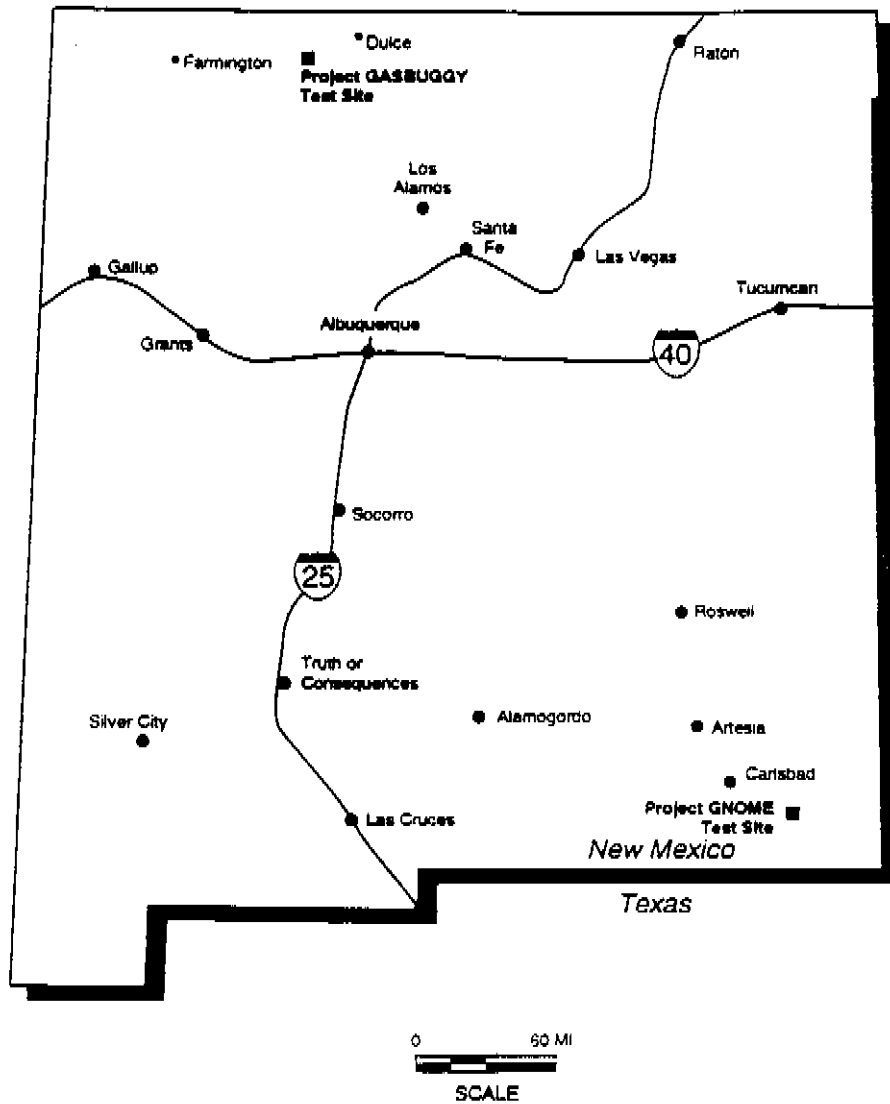 Dulce
Farmington
Raton
Project GASBUGGY
Test Site
Los
Alamos
Santa
Fe
Las Vegas
Gallup
Tucumcari
Albuquerque
Grants
40
Socorro
25
Roswell
Truth or
Consequences
Silver City
Alamogordo
Artesia
Carlsbad
Project GNOME
Test Site
Las Cruces
New Mexico
Texas
0 60 MI
SCALE